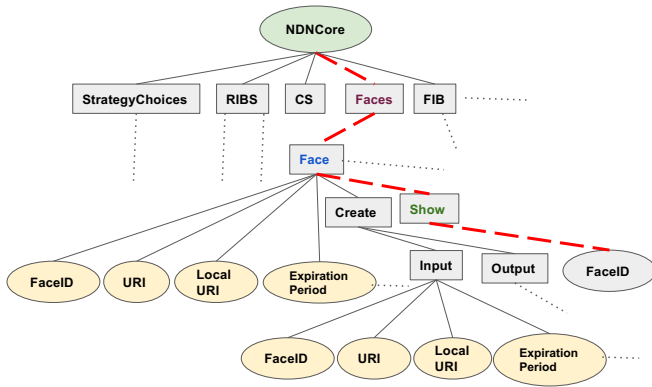 NDNCore
StrategyChoices
RIBS
CS
Faces
FIB
Face
Create
Show
FaceID
URI
Local
URI
Expiration
Period
Input
Output
FaceID
FaceID
URI
Local
URI
Expiration
Period